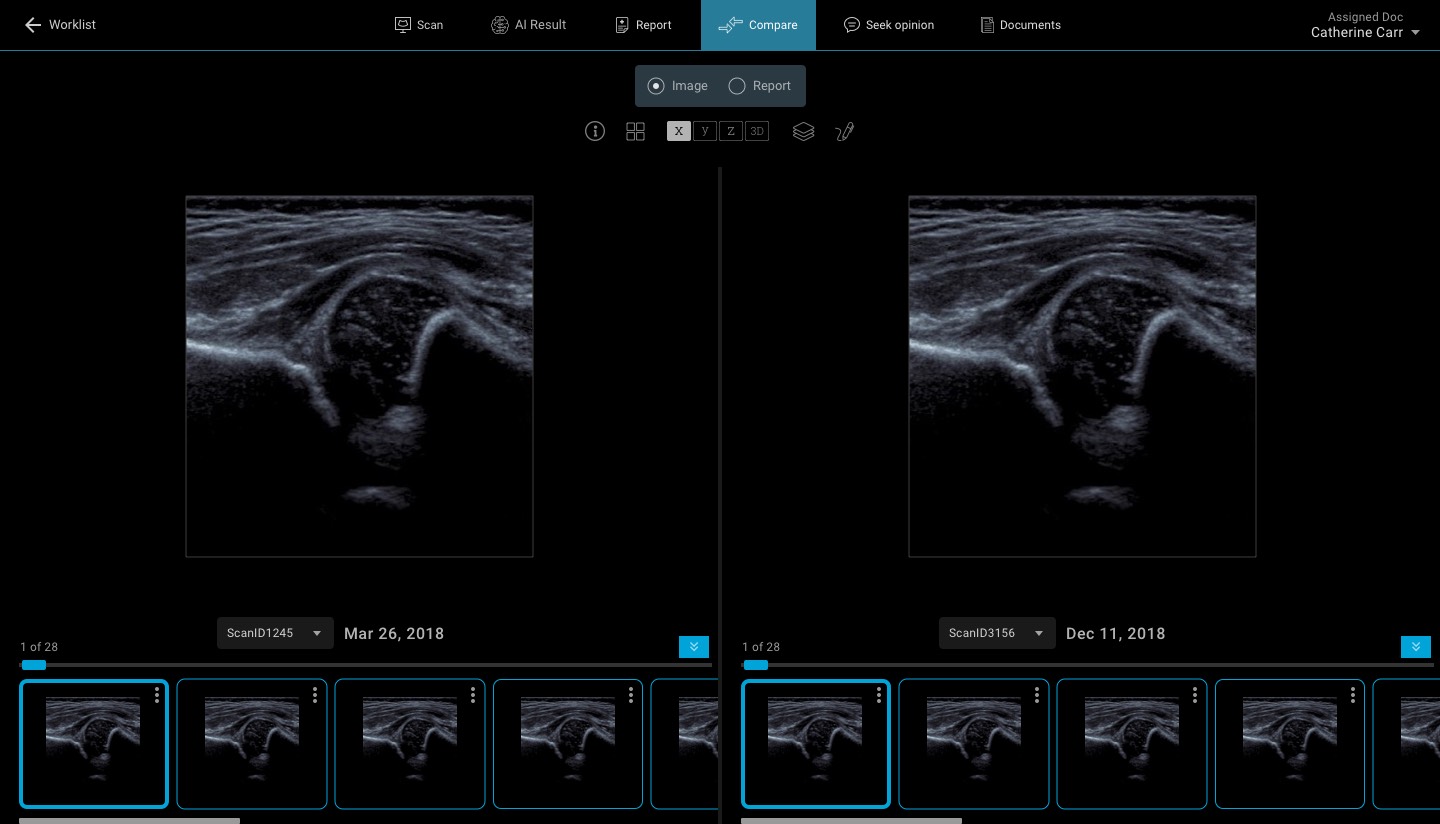 Worklist
Scan
AI Result
Report
Compare
Seek opinion
Documents
Assigned Doc
Catherine Carr
Image
Report
X y Z 3D
ScanID1245
Mar 26, 2018
1 of 28
ScanID3156
Dec 11, 2018
1 of 28